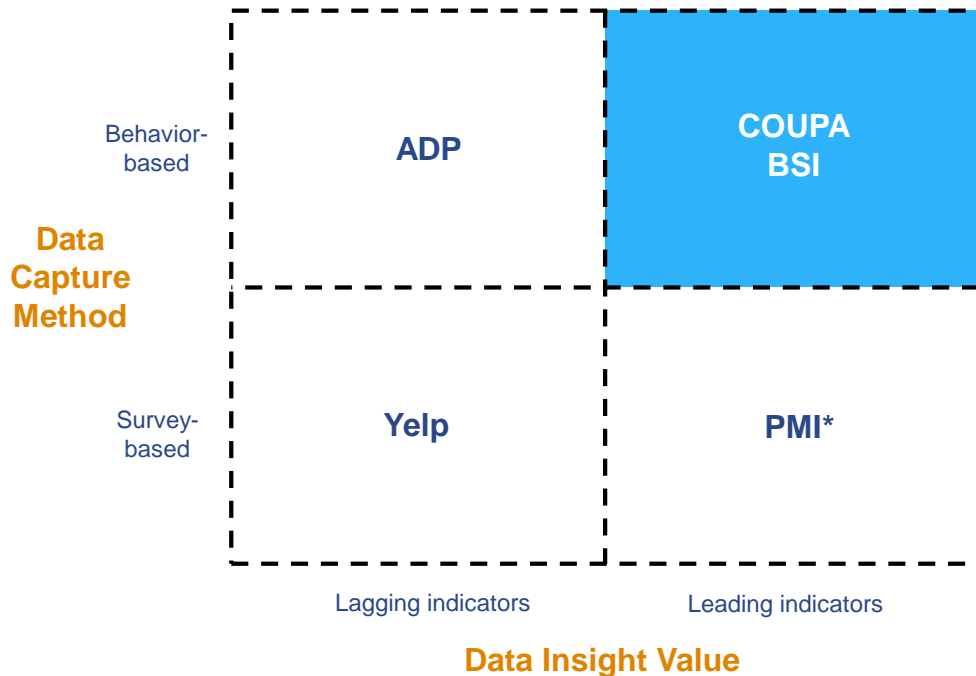 Behavior-
based
ADP
COUPA
BSI
Data
Capture
Method
Survey-
based
Yelp
PMI*
Lagging indicators
Leading indicators
Data Insight Value